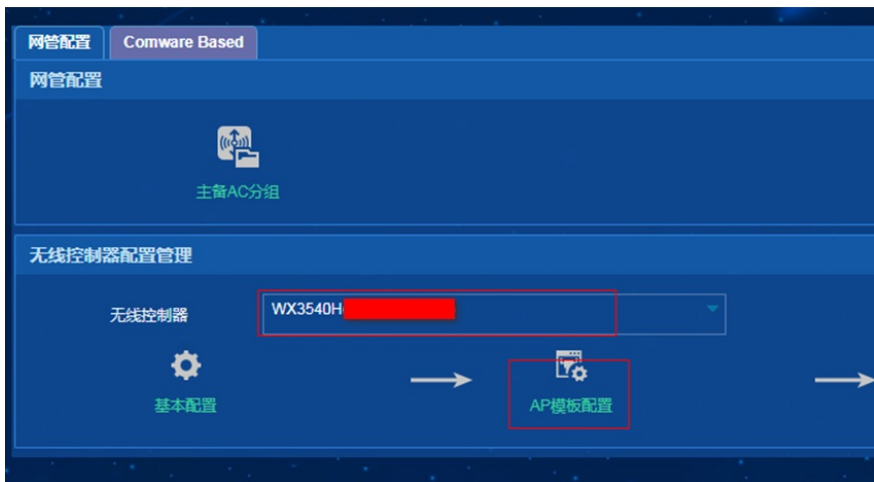 网管配置 Comware Based
网管配置
主备AC分组
无线控制器配置管理
无线控制器 WX3540H
基本配置 AP模板配置